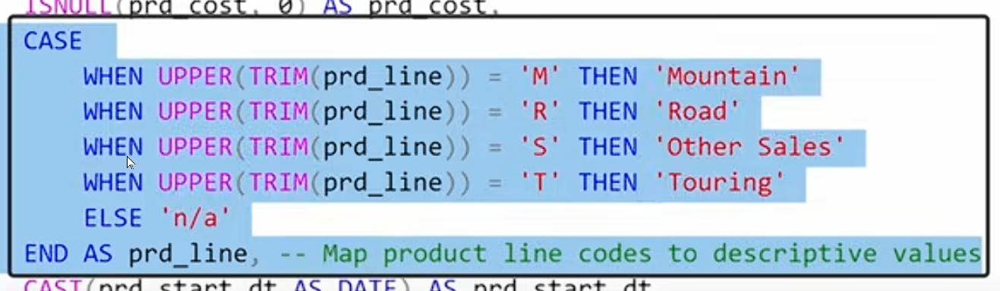 ISNULL(prd_cost, 0) AS prd_cost,
CASE
WHEN UPPER(TRIM(prd_line)) = 'M' THEN 'Mountain'
WHEN UPPER(TRIM(prd_line)) = 'R' THEN 'Road'
WHEN UPPER(TRIM(prd_line)) = 'S' THEN 'Other Sales'
WHEN UPPER(TRIM(prd_line)) = 'T' THEN 'Touring'
ELSE 'n/a'
END AS prd_line, -- Map product line codes to descriptive values
CAST(prd_start_dt AS DATE) AS prd_start_dt